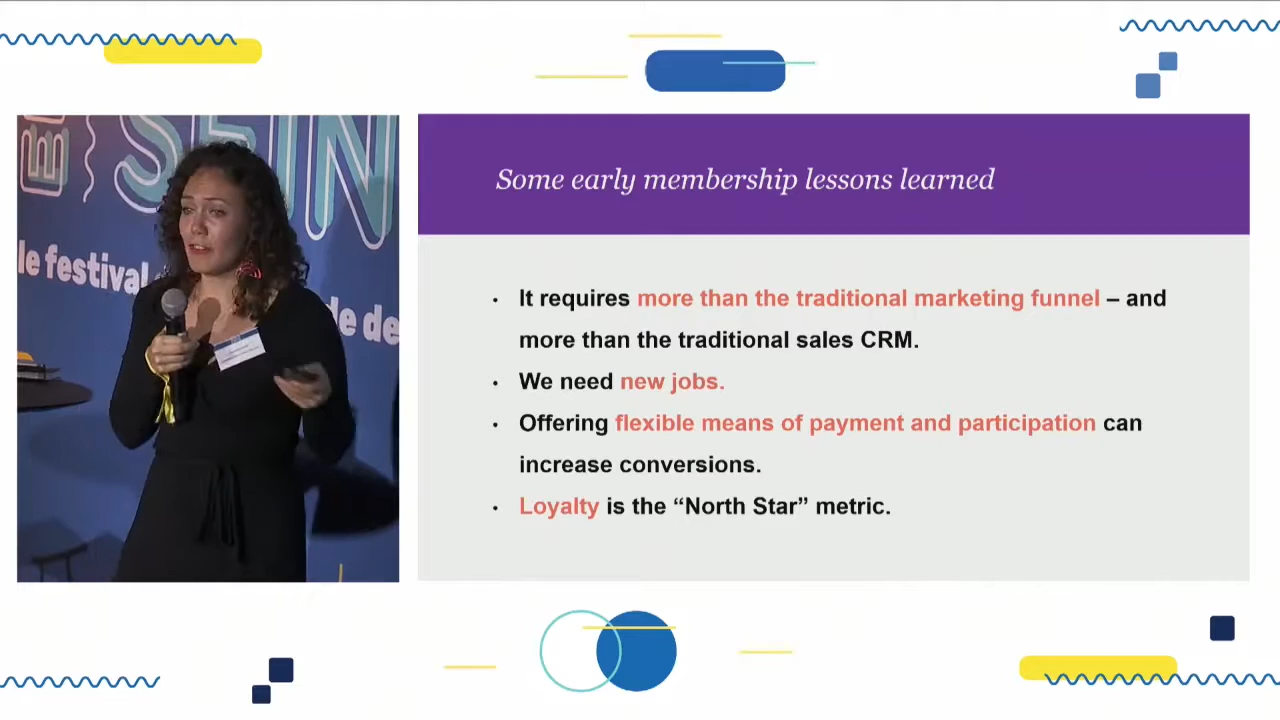 le festival
de de
Some early membership lessons learned
• It requires more than the traditional marketing funnel – and
more than the traditional sales CRM.
• We need new jobs.
• Offering flexible means of payment and participation can
increase conversions.
• Loyalty is the “North Star” metric.